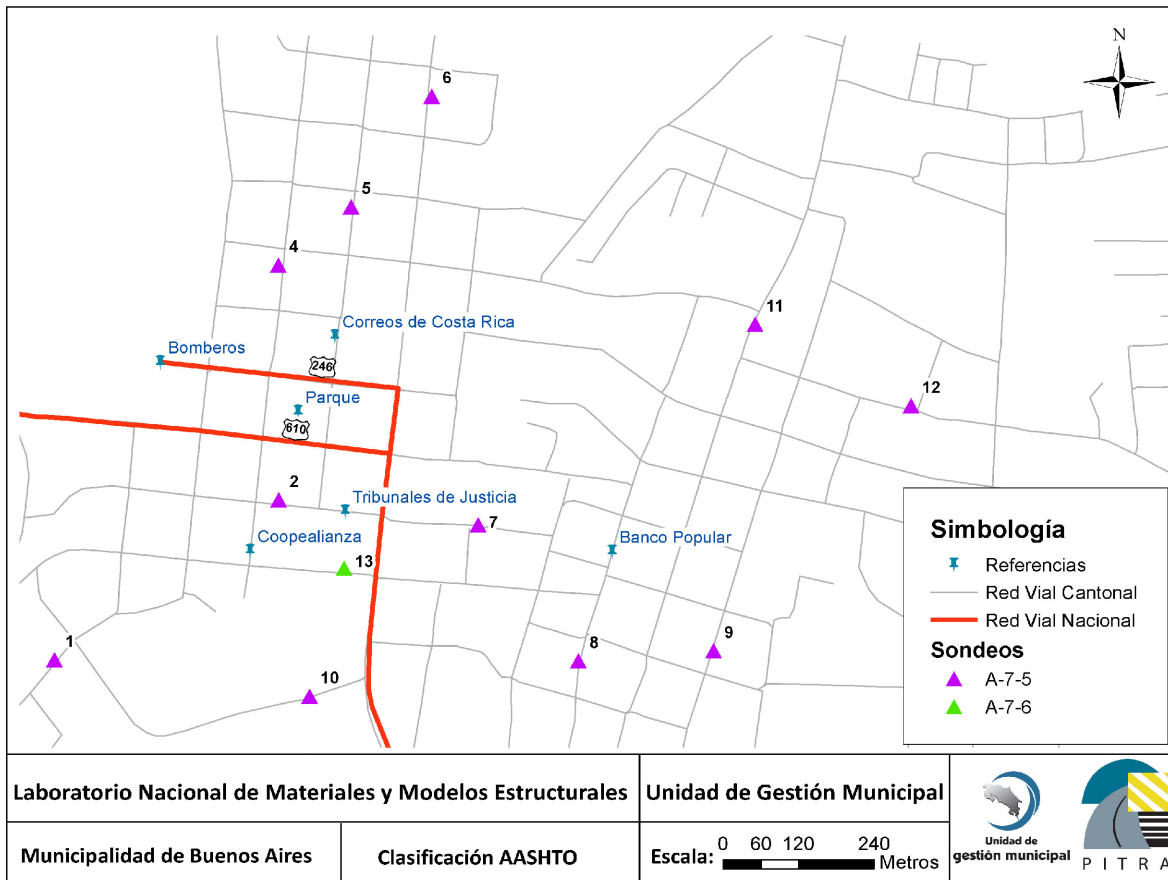 N
6
5
4
11
Correos de Costa Rica
Bomberos
246
12
Parque
610
2
Tribunales de Justicia
7
Coopealianza
Banco Popular
13
1
8
9
10
Simbología
Referencias
Red Vial Cantonal
Red Vial Nacional
Sondeos
A-7-5
A-7-6
Laboratorio Nacional de Materiales y Modelos Estructurales
Unidad de Gestión Municipal
Municipalidad de Buenos Aires
Clasificación AASHTO
Escala: 0 60 120 240
Metros
Unidad de
gestión municipal
PITRA